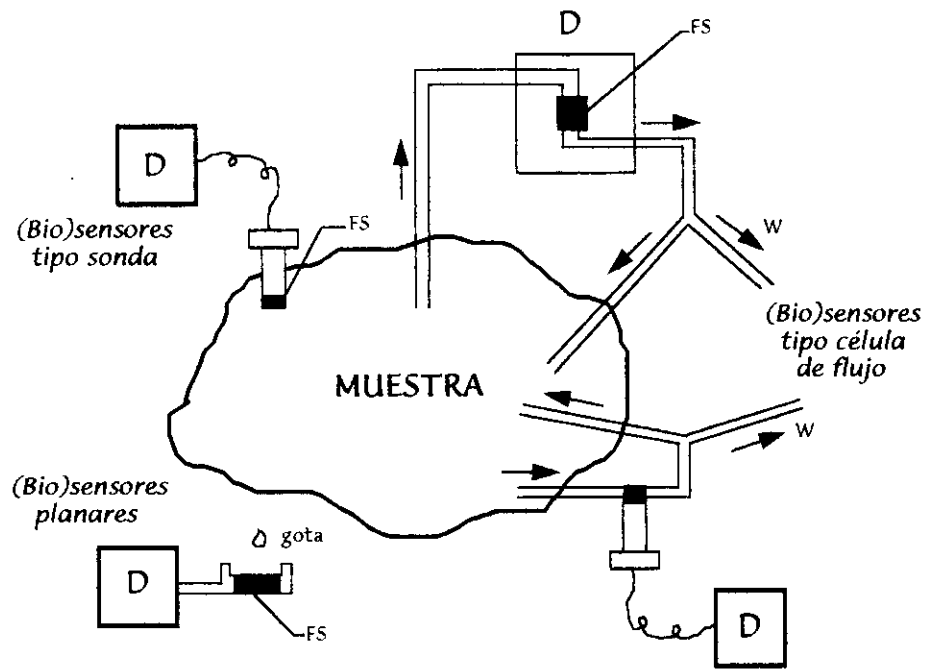 D
FS
D
(Bio)sensores
tipo sonda
FS
W
(Bio)sensores
tipo célula
de flujo
MUESTRA
W
(Bio)sensores
planares
gota
D
FS
D